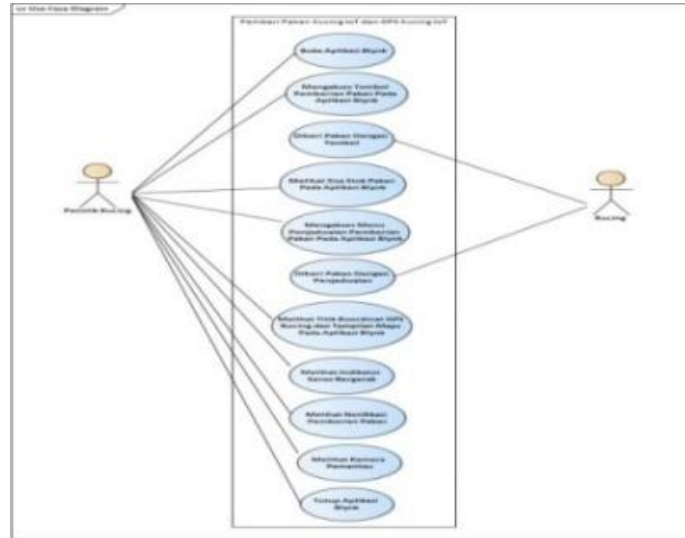 uc Use Case Diagram
Pemberi Pakan Kucing IoT dan GPS Kucing IoT
Buka Aplikasi Blynk
Mengakses Tombol
Pemberian Pakan Pada
Aplikasi Blynk
Diberi Pakan Dengan
Tombol
Melihat Sisa Stok Pakan
Pada Aplikasi Blynk
Pemilik Kucing
Kucing
Mengakses Menu
Penjadwalan Pemberian
Pakan Pada Aplikasi Blynk
Diberi Pakan Dengan
Penjadwalan
Melihat Titik Koordinat GPS
Kucing dan Tampilan Maps
Pada Aplikasi Blynk
Melihat Indikator
Servo Bergerak
Melihat Notifikasi
Pemberian Pakan
Melihat Kamera
Pemantau
Tutup Aplikasi
Blynk